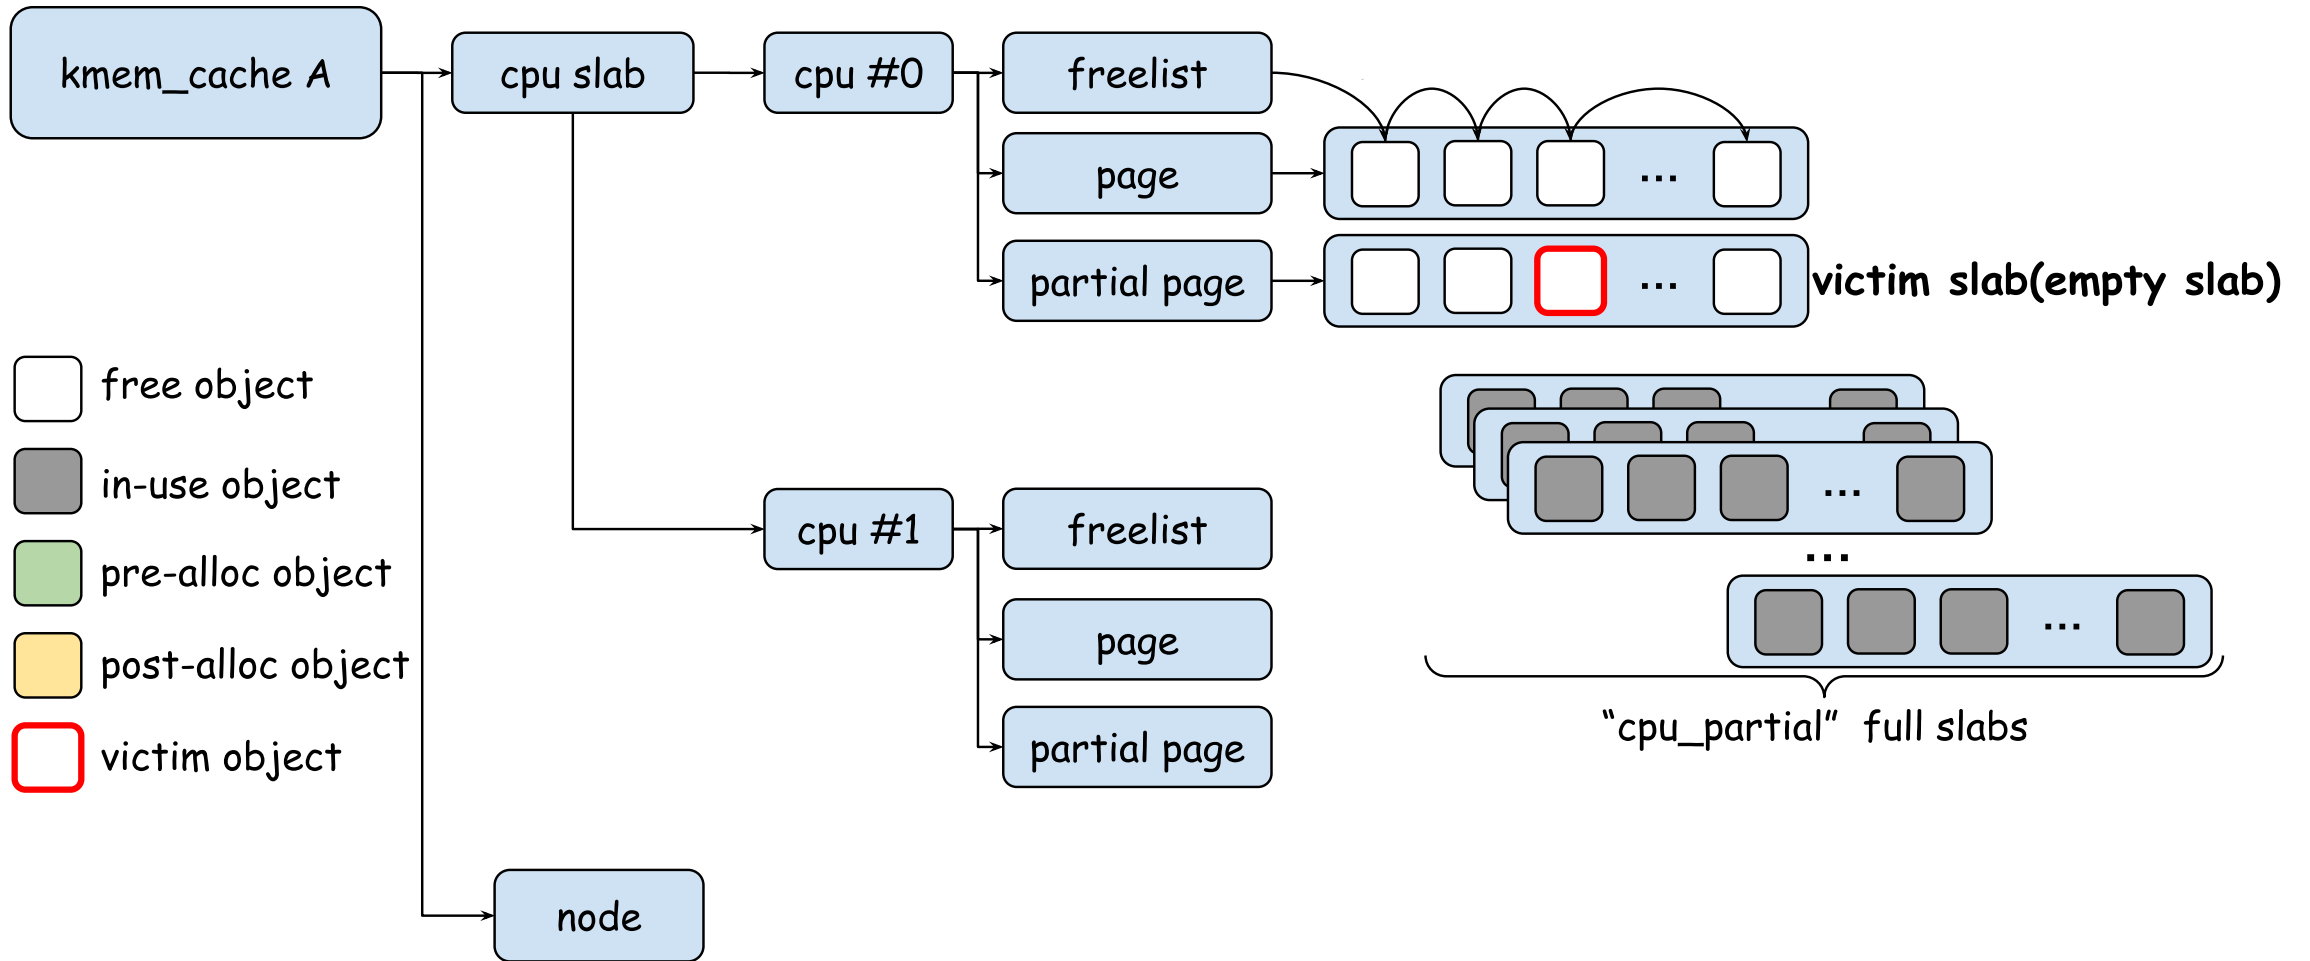 kmem_cache A
cpu slab
cpu #0
freelist
page
...
partial page
...
victim slab(empty slab)
free object
in-use object
pre-alloc object
post-alloc object
victim object
cpu #1
freelist
page
partial page
...
...
...
“cpu_partial” full slabs
node